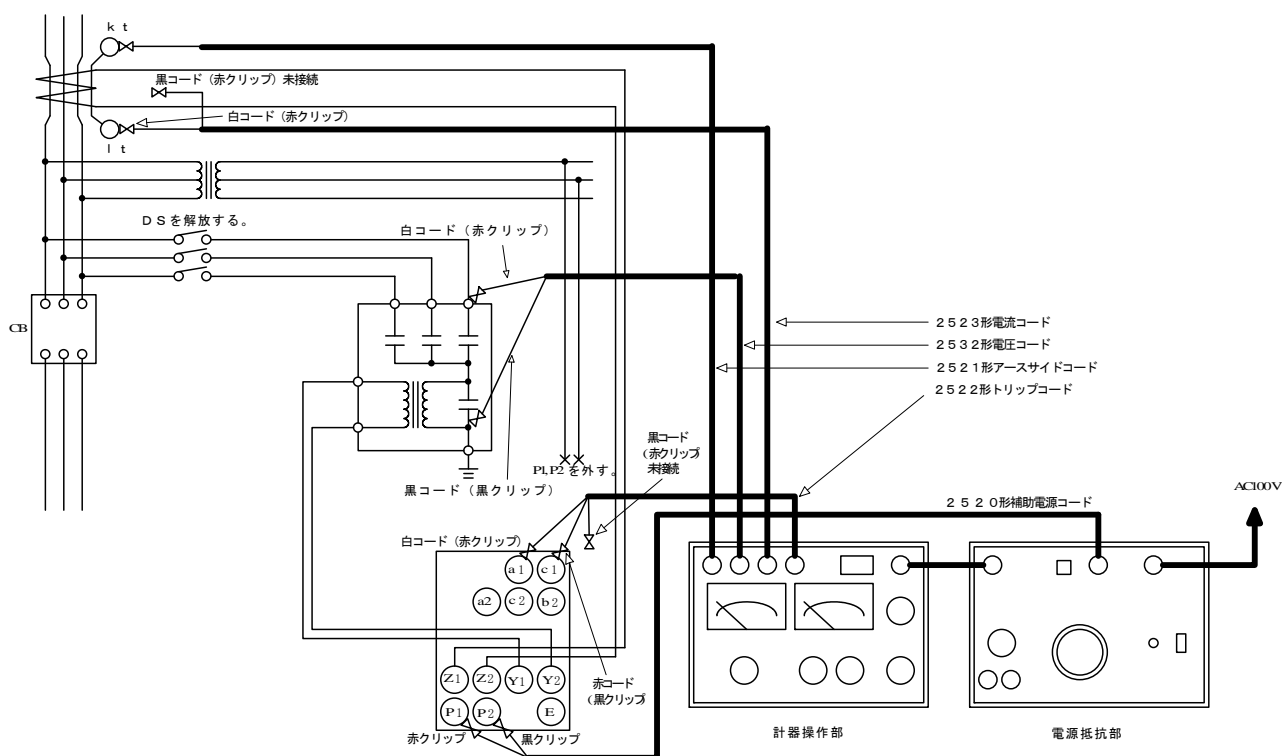 k t
黒コード（赤クリップ）未接続
白コード（赤クリップ）
l t
ＤＳを解放する。
白コード（赤クリップ）
CB
２５２３形電流コード
２５３２形電圧コード
２５２１形アースサイドコード
２５２２形トリップコード
黒コード
（赤クリップ）
未接続
P1,P2を外す。
黒コード（黒クリップ）
２５２０形補助電源コード
AC100V
白コード（赤クリップ）
a1
c1
a2
c2
b2
Z1
Z2
Y1
Y2
赤コード
（黒クリップ）
P1
P2
E
赤クリップ
黒クリップ
計器操作部
電源抵抗部